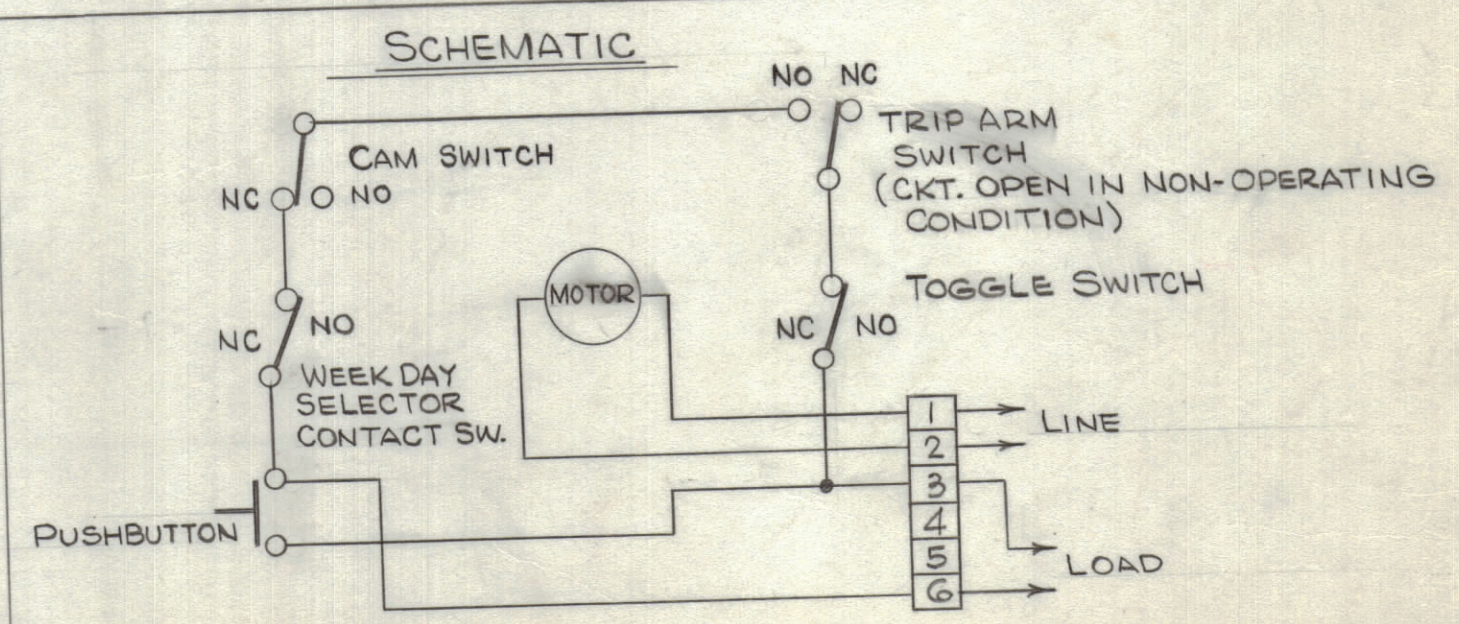 SCHEMATIC
NO NC
TRIP ARM
SWITCH
(CKT. OPEN IN NON-OPERATING
CONDITION)
CAM SWITCH
NC NO
MOTOR
TOGGLE SWITCH
NC NO
NC NO
WEEK DAY
SELECTOR
CONTACT SW.
PUSHBUTTON
1
2
3
4
5
6
LINE
LOAD